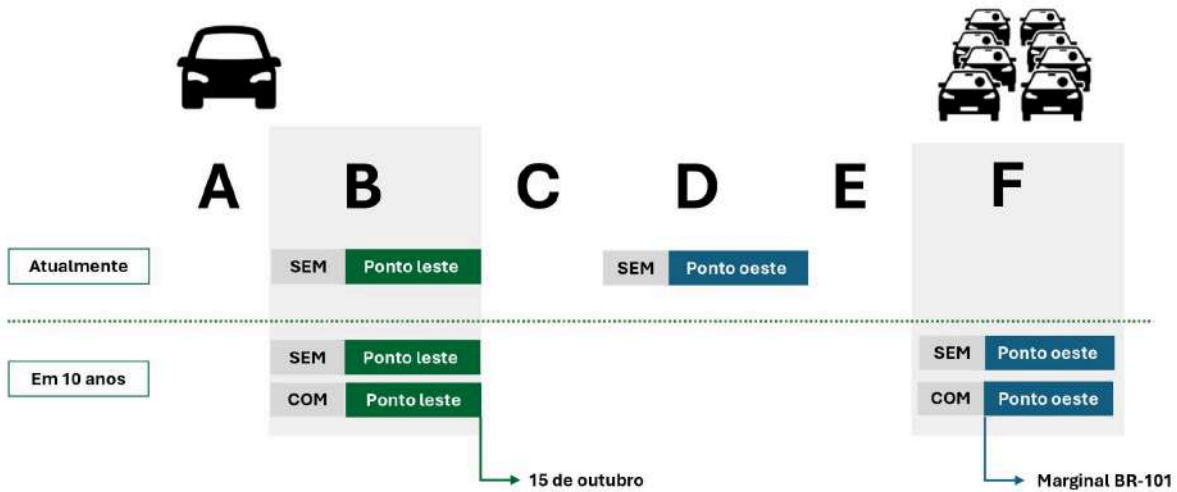 A B C D E F
Atualmente SEM Ponto leste SEM Ponto oeste
SEM Ponto leste SEM Ponto oeste
Em 10 anos
COM Ponto leste COM Ponto oeste
15 de outubro Marginal BR-101